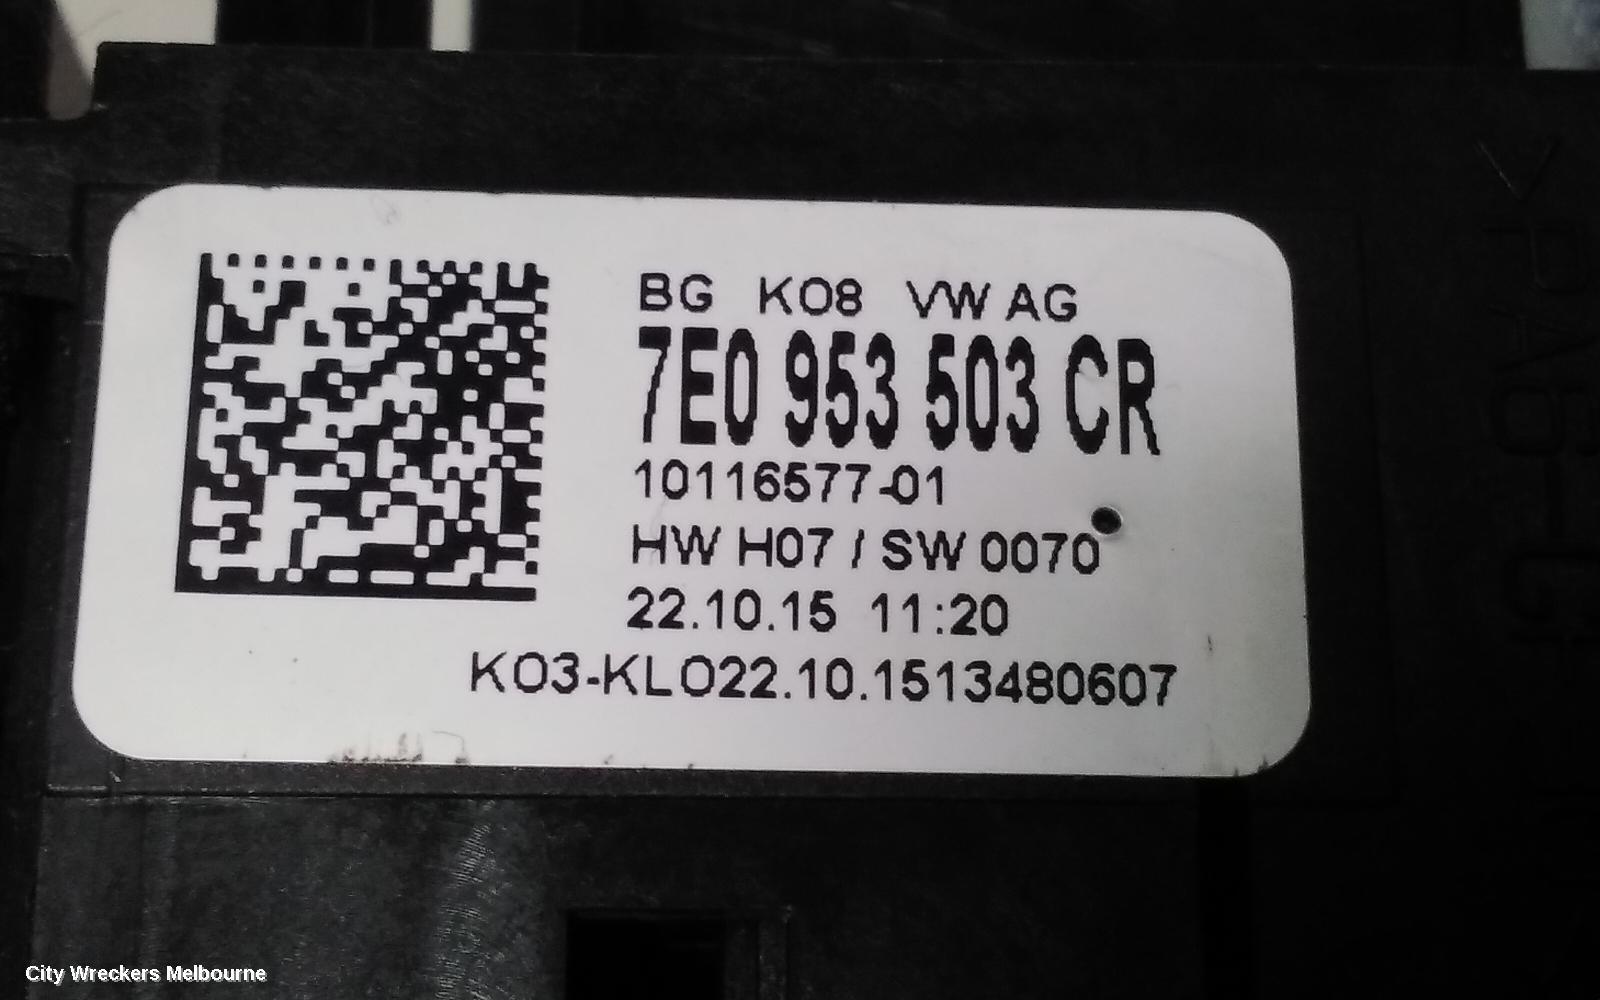 BG KO8 VW AG
7E0 953 503 CR
10116577-01
HW H07 / SW 0070
22.10.15 11:20
KO3-KLO22.10.1513480607
City Wreckers Melbourne